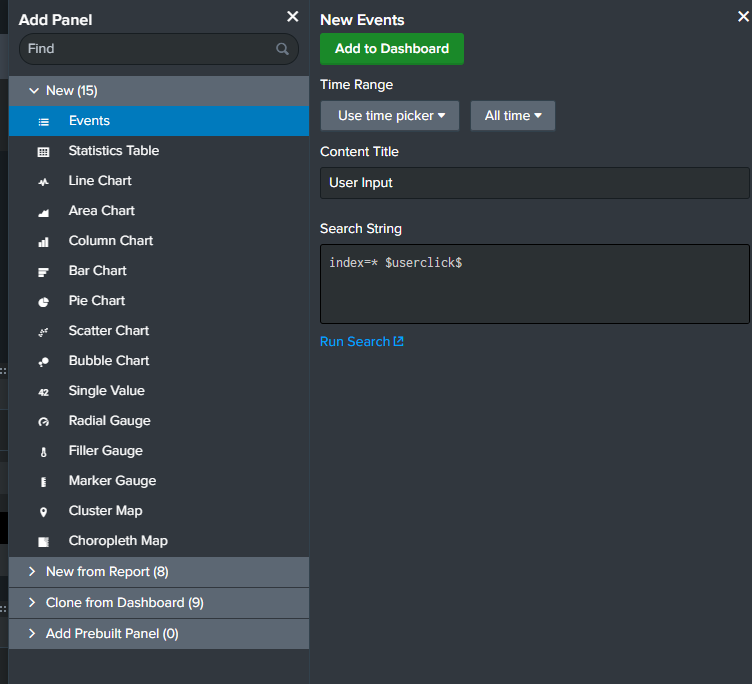 Add Panel
Find
New (15)
Events
Statistics Table
Line Chart
Area Chart
Column Chart
Bar Chart
Pie Chart
Scatter Chart
Bubble Chart
42 Single Value
Radial Gauge
Filler Gauge
Marker Gauge
Cluster Map
Choropleth Map
New from Report (8)
Clone from Dashboard (9)
Add Prebuilt Panel (0)
New Events
Add to Dashboard
Time Range
Use time picker All time
Content Title
User Input
Search String
index=* $userclick$
Run Search